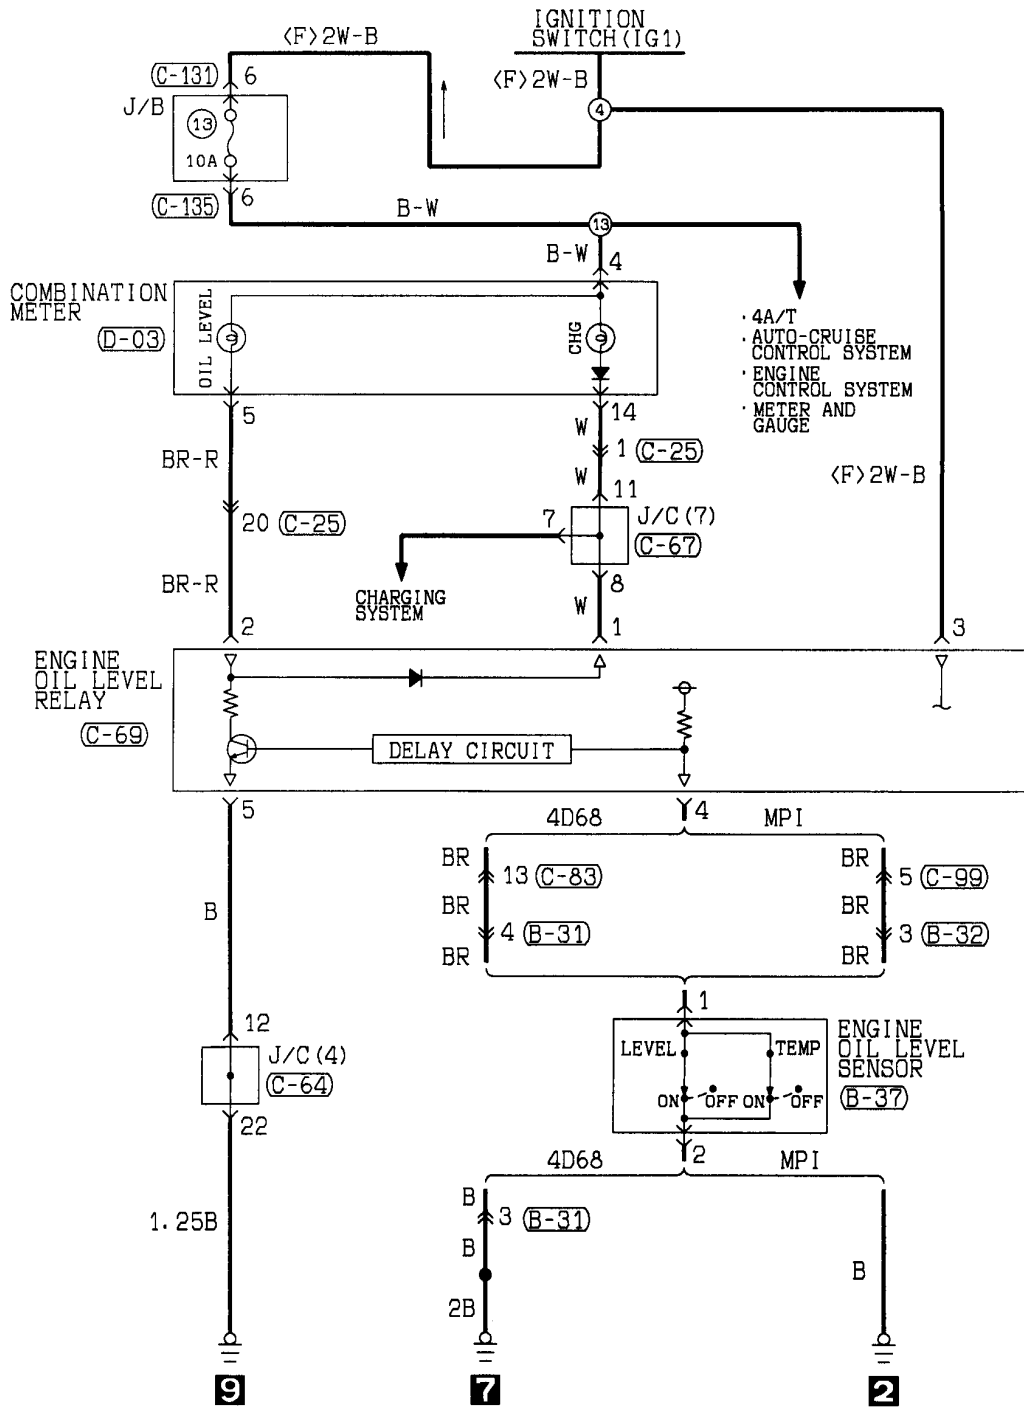 IGNITION
SWITCH(IG1)
<F>2W-B
<F>2W-B
C-131
6
J/B
13
10A
4
6
C-135
B-W
13
B-W
4
COMBINATION
METER
D-03
OIL LEVEL
CHG
· 4A/T
· AUTO-CRUISE
CONTROL SYSTEM
· ENGINE
CONTROL SYSTEM
· METER AND
GAUGE
5
14
W
1
C-25
BR-R
<F>2W-B
W
11
20
C-25
7
J/C(7)
C-67
BR-R
8
CHARGING
SYSTEM
W
2
1
3
ENGINE
OIL LEVEL
RELAY
C-69
DELAY CIRCUIT
5
4
4D68
MPI
BR
13
C-83
BR
5
C-99
B
BR
BR
4
B-31
3
B-32
BR
BR
1
12
J/C(4)
C-64
22
ENGINE
OIL LEVEL
SENSOR
B-37
LEVEL
TEMP
ON
OFF
ON
OFF
2
4D68
MPI
B
3
B-31
1.25B
B
B
2B
9
7
2